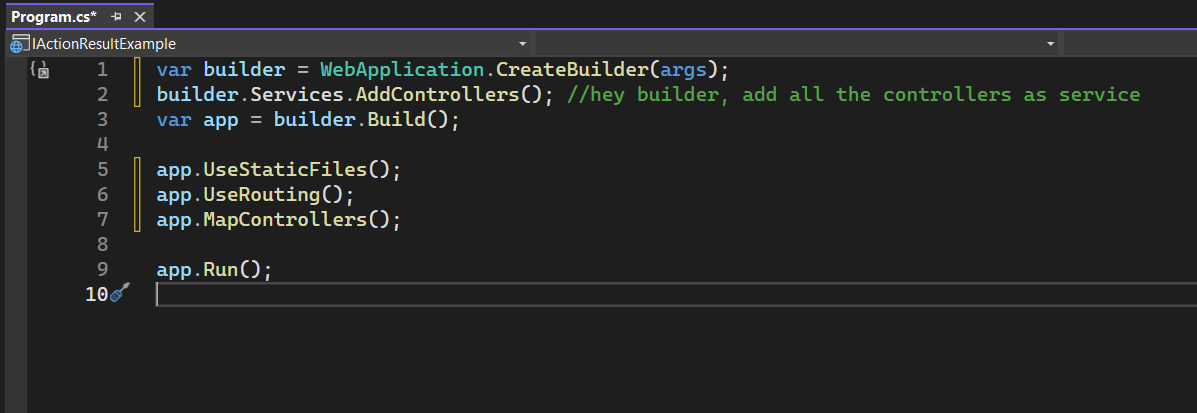 Program.cs*
IActionResultExample
1 var builder = WebApplication.CreateBuilder(args);
2 builder.Services.AddControllers(); //hey builder, add all the controllers as service
3 var app = builder.Build();
4
5 app.UseStaticFiles();
6 app.UseRouting();
7 app.MapControllers();
8
9 app.Run();
10